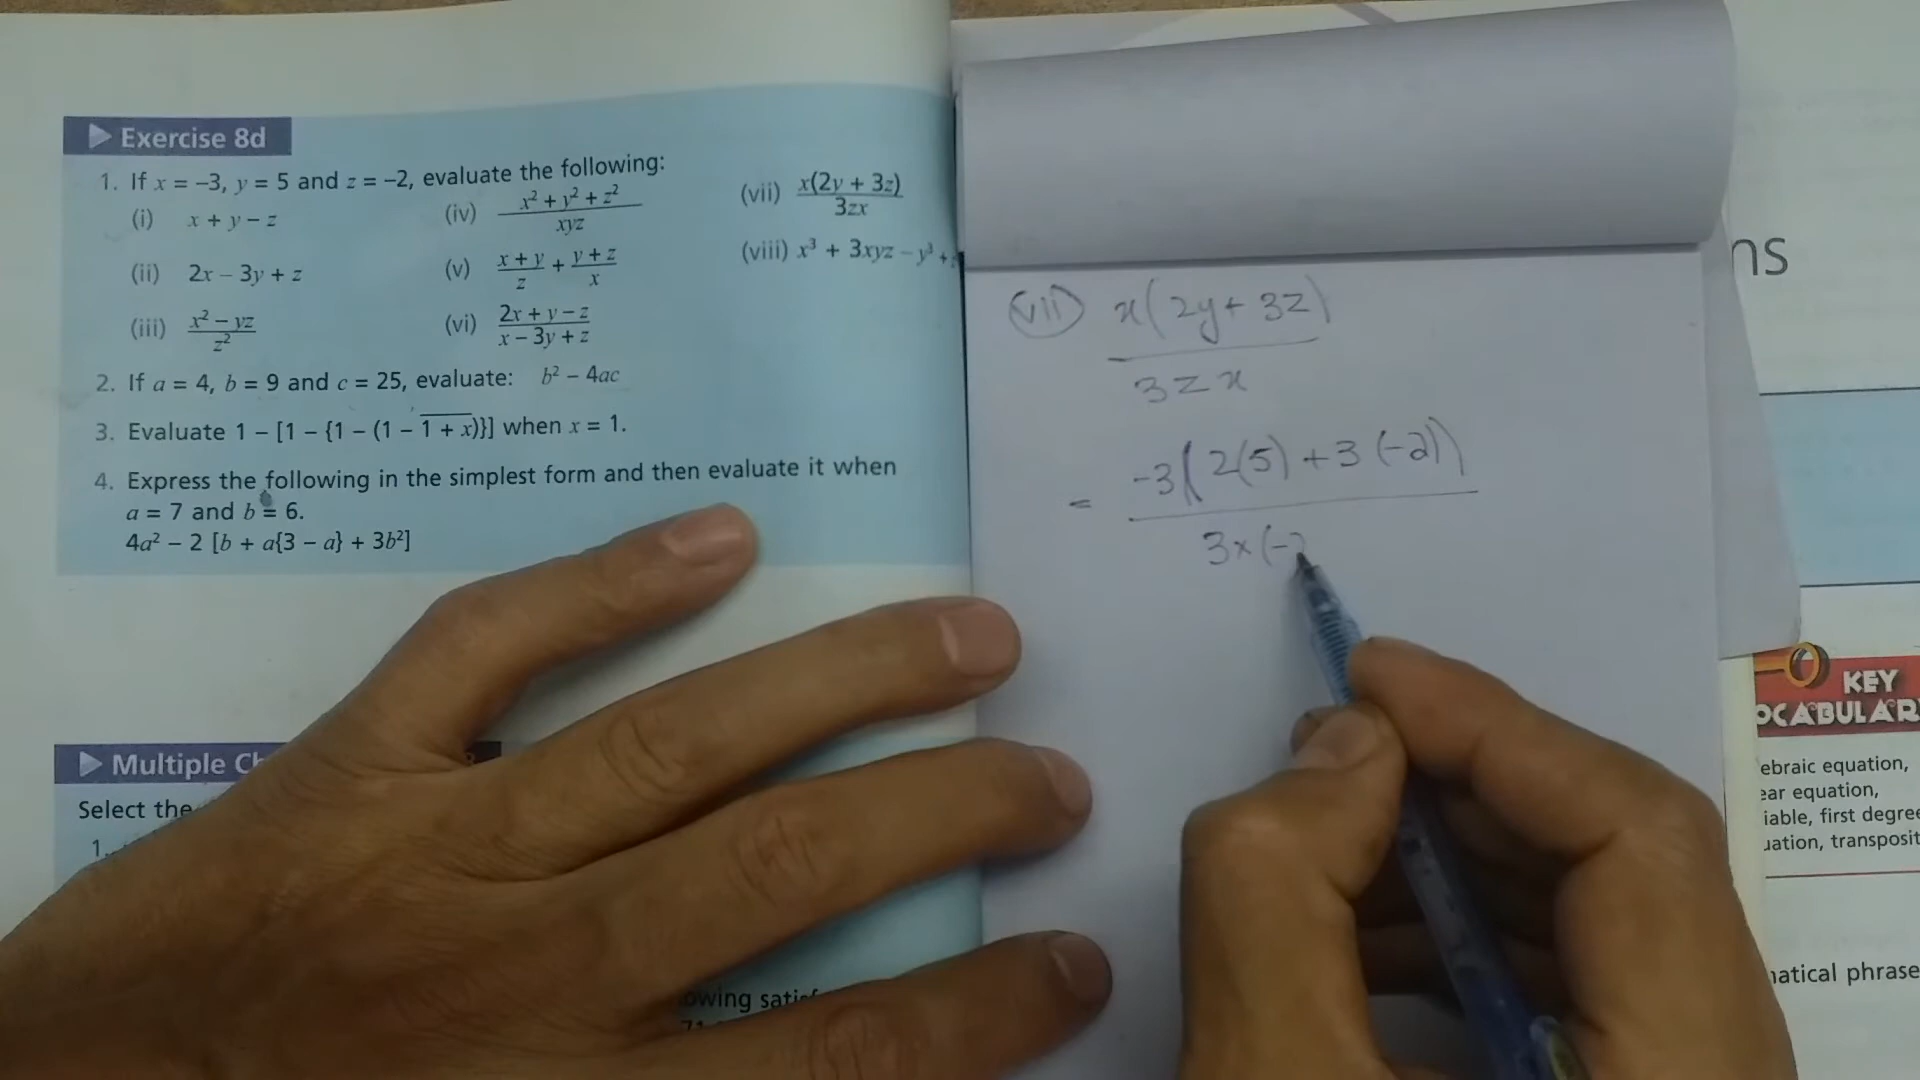 Exercise 8d
1. If x = –3, y = 5 and z = –2, evaluate the following:
(i) x + y – z
(ii) 2x – 3y + z
(iii) x² – yz / z²
(iv) x² + y² + z² / xyz
(v) x + y / z + y + z / x
(vi) 2x + y – z / x – 3y + z
(vii) x(2y + 3z) / 3zx
(viii) x³ + 3xyz – y³ +
2. If a = 4, b = 9 and c = 25, evaluate: b² – 4ac
3. Evaluate 1 – [1 – {1 – (1 – 1 + x)}] when x = 1.
4. Express the following in the simplest form and then evaluate it when
a = 7 and b = 6.
4a² – 2 [b + a{3 – a} + 3b²]
Multiple
Select the
1.
owing
(vii) x(2y + 3z)
3zx
= -3(2(5) + 3(-2))
3x(-2
ns
KEY
OCABULAR
ebraic equation,
ear equation,
iable, first degree
uation, transposit
natical phrase